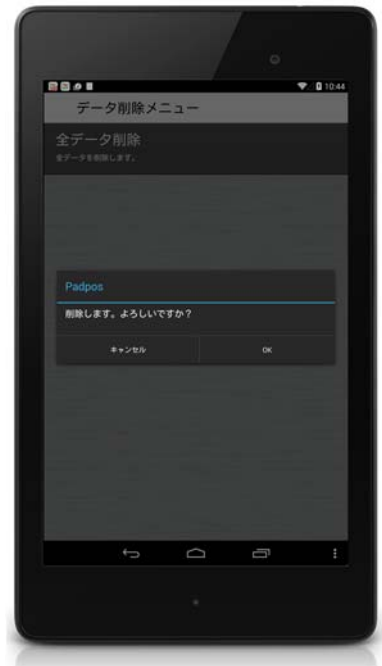 10:44
データ削除メニュー
全データ削除
全データを削除します。
Padpos
削除します。よろしいですか?
キャンセル
OK